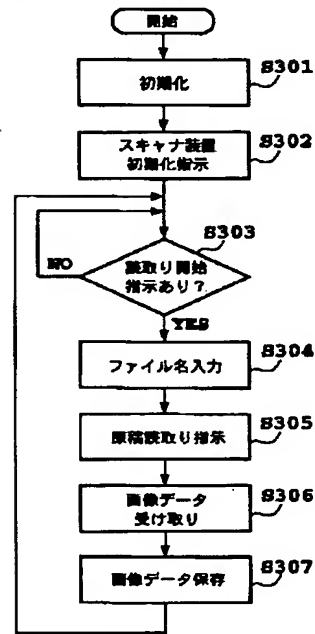 開始
S301
初期化
S302
スキャナ装置
初期化指示
S303
読取り開始
指示あり?
NO
YES
S304
ファイル名入力
S305
原稿読取り指示
S306
画像データ
受け取り
S307
画像データ保存